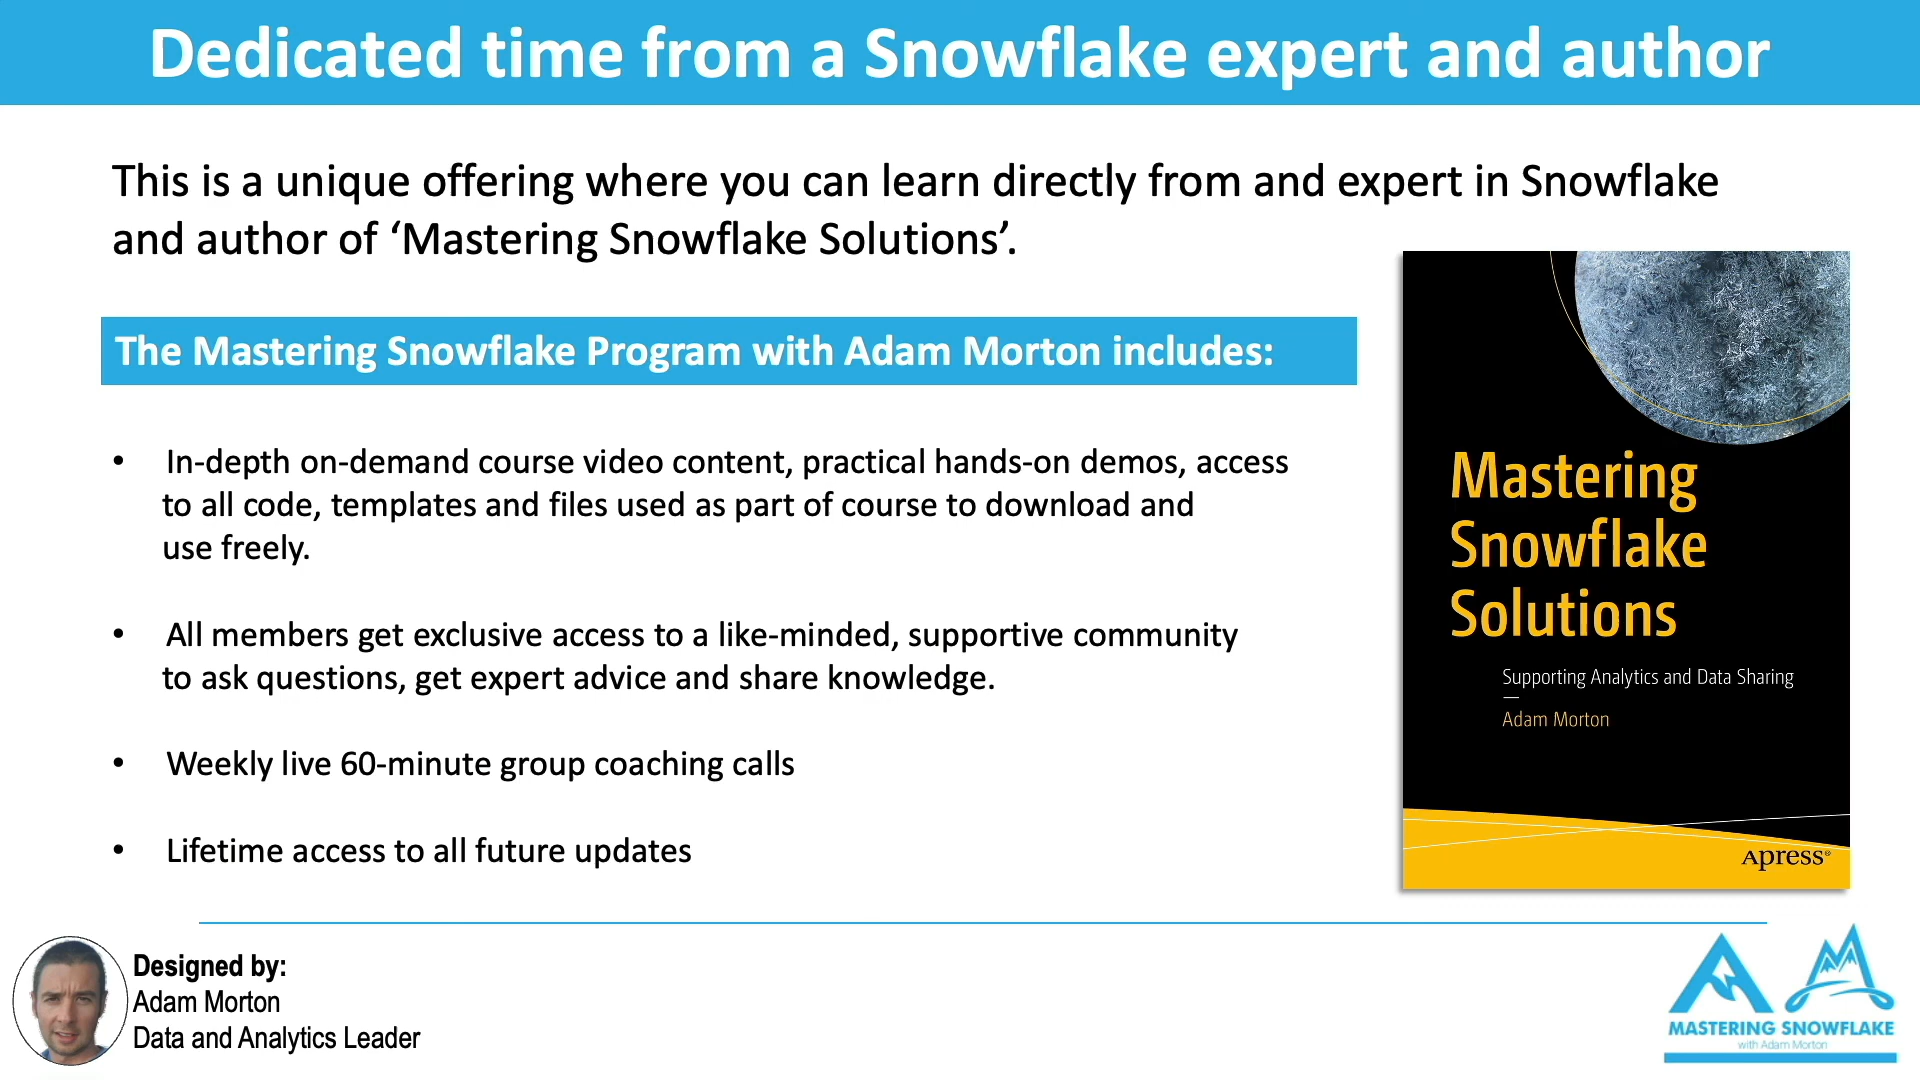 Dedicated time from a Snowflake expert and author
This is a unique offering where you can learn directly from and expert in Snowflake
and author of ‘Mastering Snowflake Solutions’.
The Mastering Snowflake Program with Adam Morton includes:
• In-depth on-demand course video content, practical hands-on demos, access
to all code, templates and files used as part of course to download and
use freely.
• All members get exclusive access to a like-minded, supportive community
to ask questions, get expert advice and share knowledge.
• Weekly live 60-minute group coaching calls
• Lifetime access to all future updates
Mastering
Snowflake
Solutions
Supporting Analytics and Data Sharing
—
Adam Morton
Apress®
Designed by:
Adam Morton
Data and Analytics Leader
MASTERING SNOWFLAKE
with Adam Morton